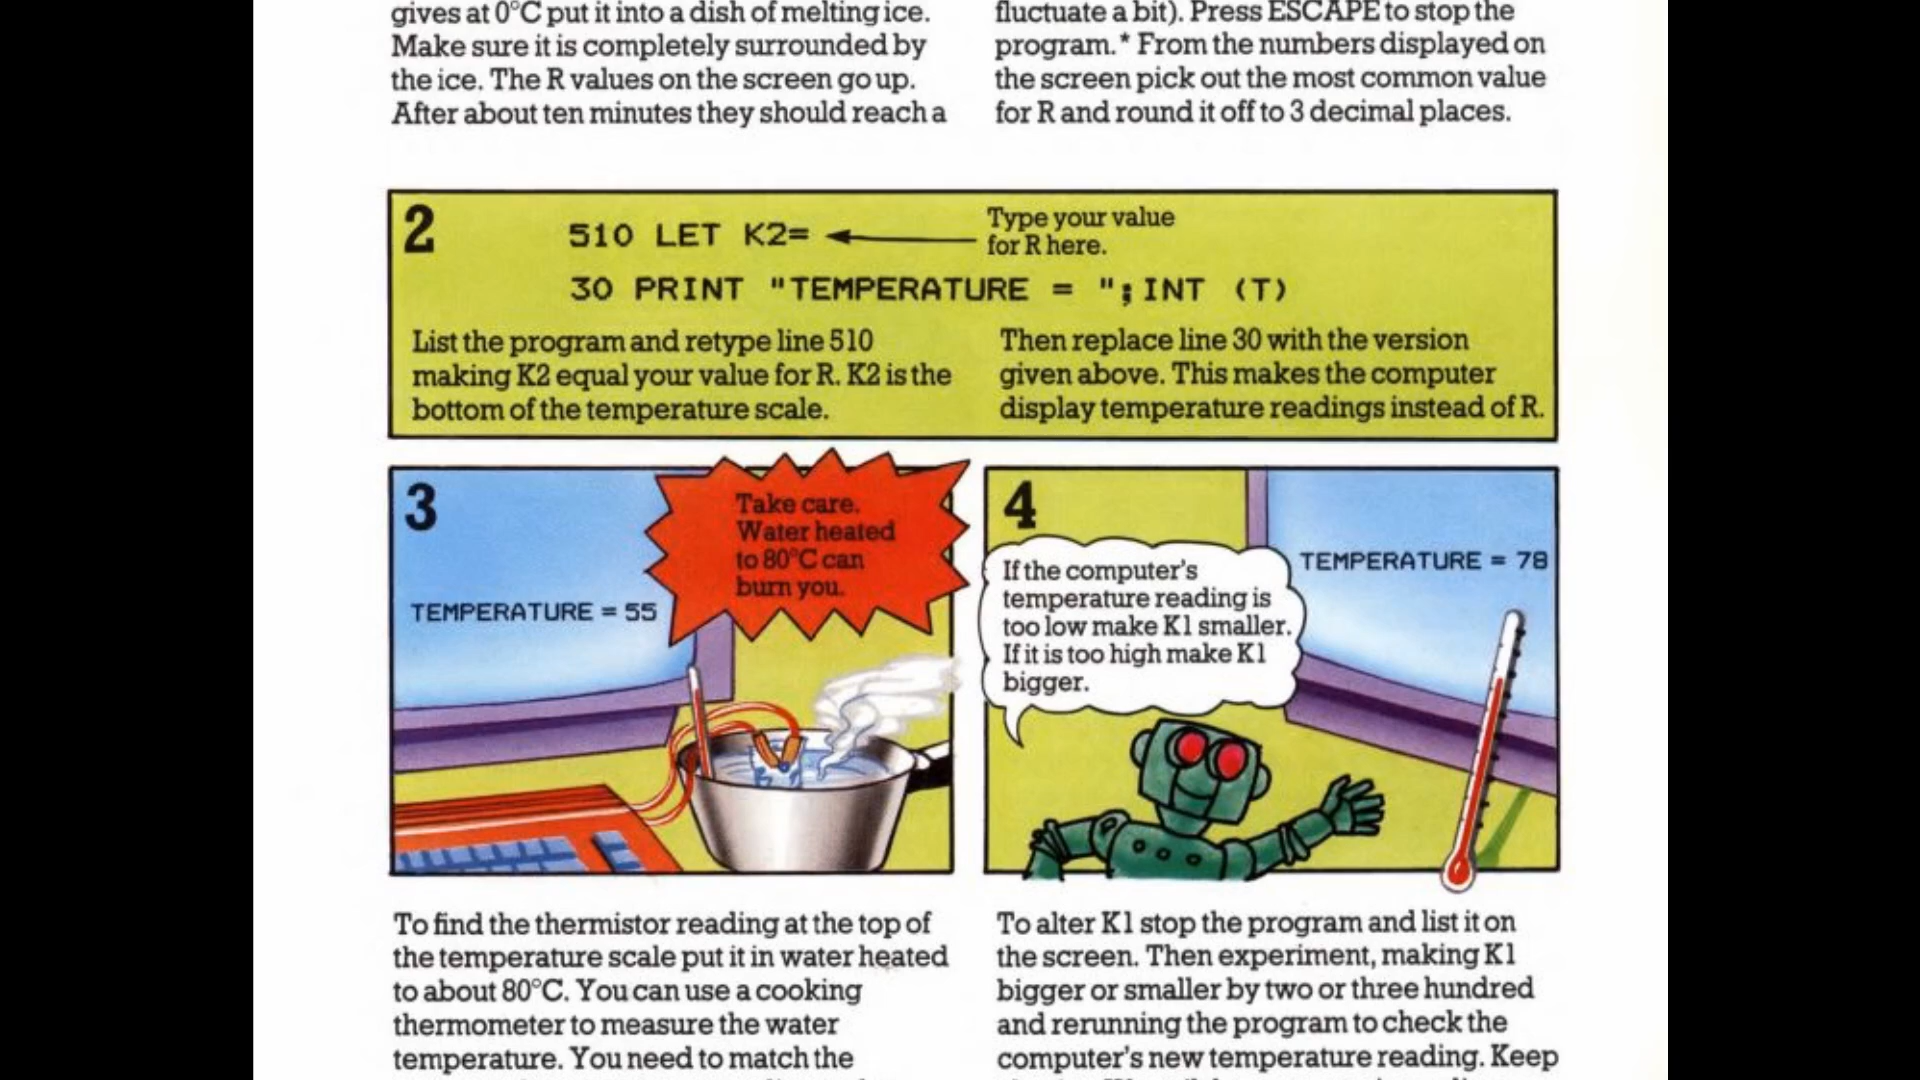 gives at 0°C put it into a dish of melting ice.
Make sure it is completely surrounded by
the ice. The R values on the screen go up.
After about ten minutes they should reach a
fluctuate a bit). Press ESCAPE to stop the
program.* From the numbers displayed on
the screen pick out the most common value
for R and round it off to 3 decimal places.
2
510 LET K2=
Type your value
for R here.
30 PRINT "TEMPERATURE = ";INT (T)
List the program and retype line 510
making K2 equal your value for R. K2 is the
bottom of the temperature scale.
Then replace line 30 with the version
given above. This makes the computer
display temperature readings instead of R.
3
Take care.
Water heated
to 80°C can
burn you.
TEMPERATURE = 55
4
If the computer's
temperature reading is
too low make K1 smaller.
If it is too high make K1
bigger.
TEMPERATURE = 78
To find the thermistor reading at the top of
the temperature scale put it in water heated
to about 80°C. You can use a cooking
thermometer to measure the water
temperature. You need to match the
To alter K1 stop the program and list it on
the screen. Then experiment, making K1
bigger or smaller by two or three hundred
and rerunning the program to check the
computer's new temperature reading. Keep